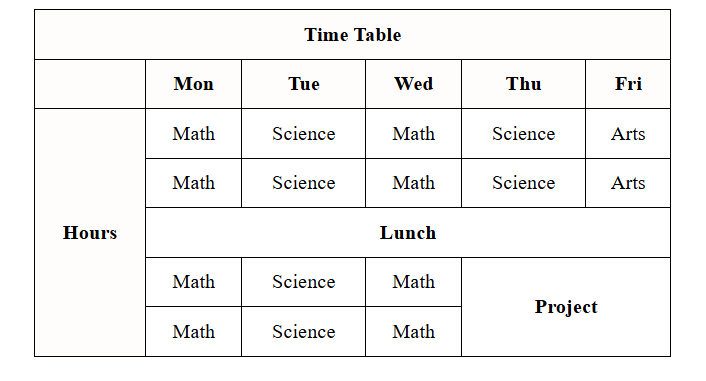 Time Table
Mon Tue Wed Thu Fri
Math Science Math Science Arts
Math Science Math Science Arts
Hours Lunch
Math Science Math
Project
Math Science Math